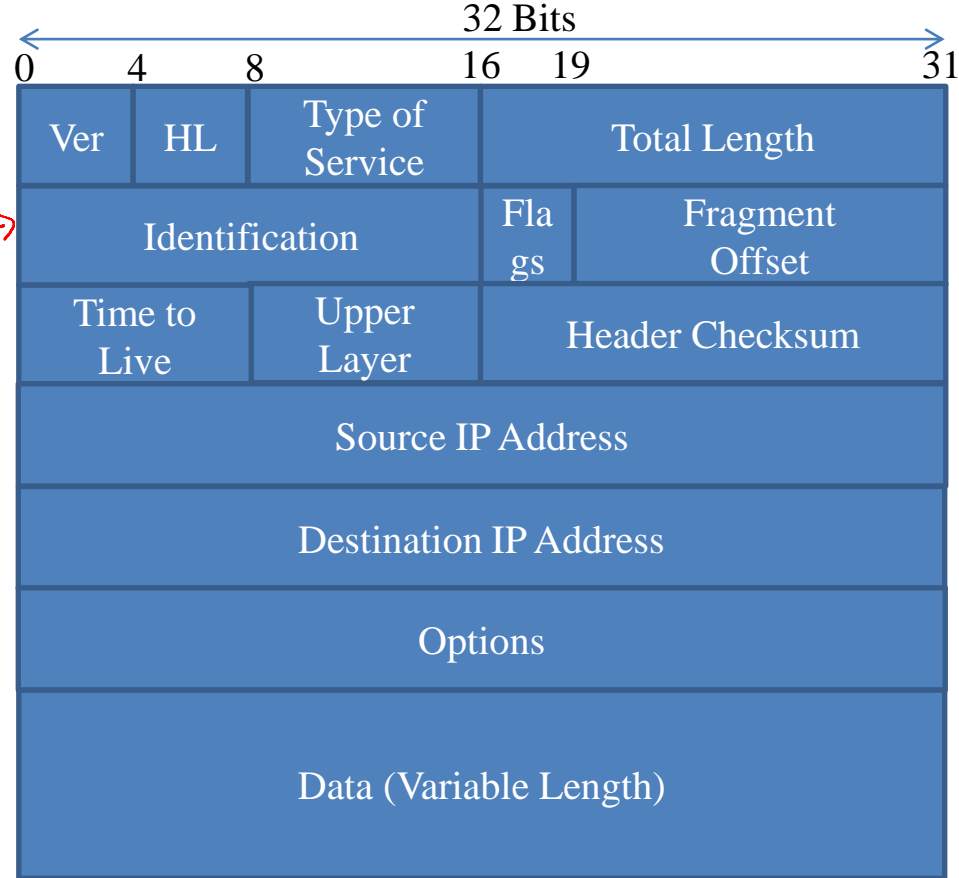 32 Bits
0 4 8 16 19 31
Ver HL Type of Service Total Length
Identification Fla gs Fragment Offset
Time to Live Upper Layer Header Checksum
Source IP Address
Destination IP Address
Options
Data (Variable Length)